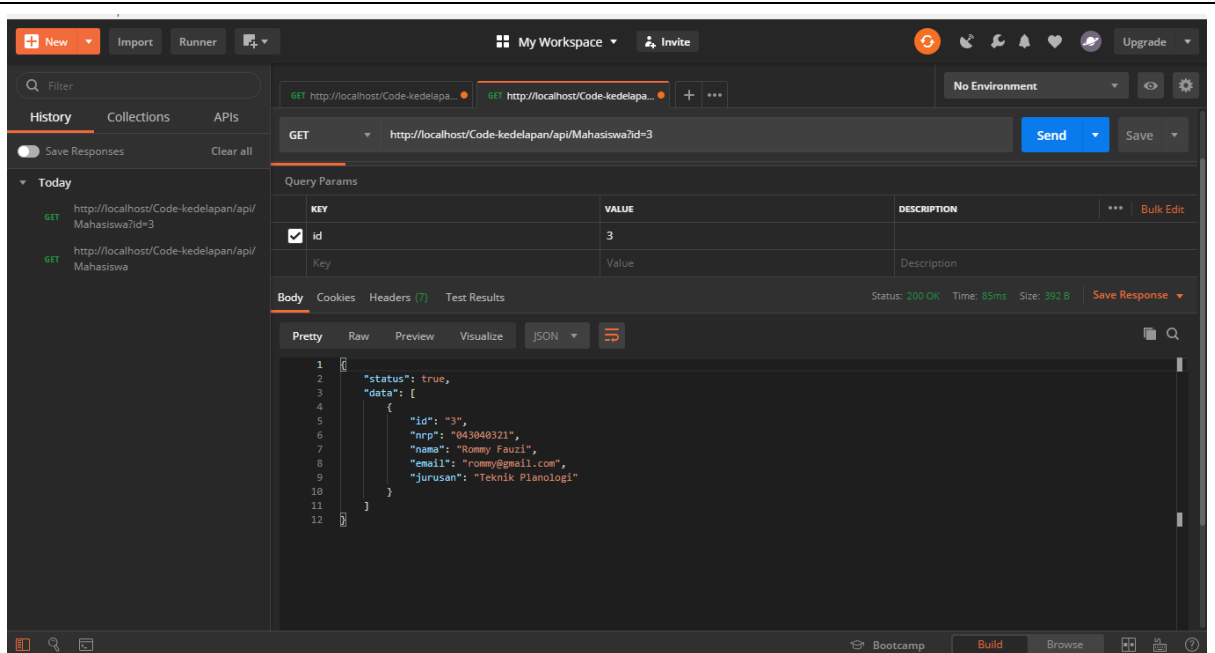 New Import Runner My Workspace Invite Upgrade
Filter
GET http://localhost/Code-kedelapa... GET http://localhost/Code-kedelapa... + ••• No Environment
History Collections APIs
GET http://localhost/Code-kedelapan/api/Mahasiswa?id=3 Send Save
Save Responses Clear all
Today
GET http://localhost/Code-kedelapan/api/
Mahasiswa?id=3
GET http://localhost/Code-kedelapan/api/
Mahasiswa
Query Params
KEY VALUE DESCRIPTION ••• Bulk Edit
id 3
Key Value Description
Body Cookies Headers (7) Test Results Status: 200 OK Time: 85ms Size: 392 B Save Response
Pretty Raw Preview Visualize JSON
1 {
2 "status": true,
3 "data": [
4 {
5 "id": "3",
6 "nrp": "043040321",
7 "nama": "Rommy Fauzi",
8 "email": "rommy@gmail.com",
9 "jurusan": "Teknik Planologi"
10 }
11 ]
12 }
Bootcamp Build Browse